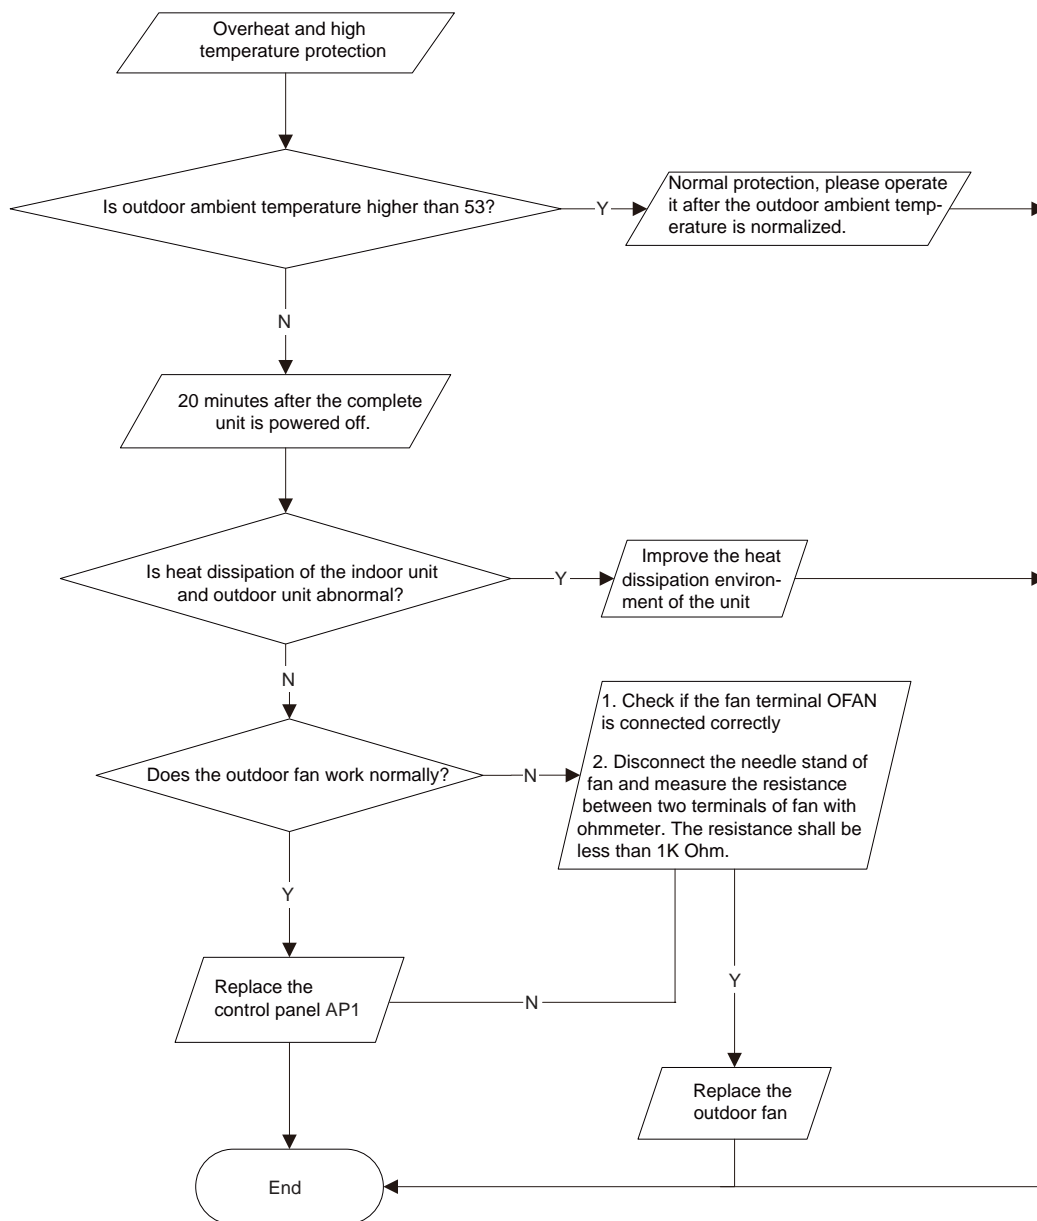 Overheat and high
temperature protection
Is outdoor ambient temperature higher than 53?
Y
Normal protection, please operate
it after the outdoor ambient temp-
erature is normalized.
N
20 minutes after the complete
unit is powered off.
Is heat dissipation of the indoor unit
and outdoor unit abnormal?
Y
Improve the heat
dissipation environ-
ment of the unit
N
Does the outdoor fan work normally?
N
1. Check if the fan terminal OFAN
is connected correctly
2. Disconnect the needle stand of
fan and measure the resistance
between two terminals of fan with
ohmmeter. The resistance shall be
less than 1K Ohm.
Y
Replace the
control panel AP1
N
Y
Replace the
outdoor fan
End